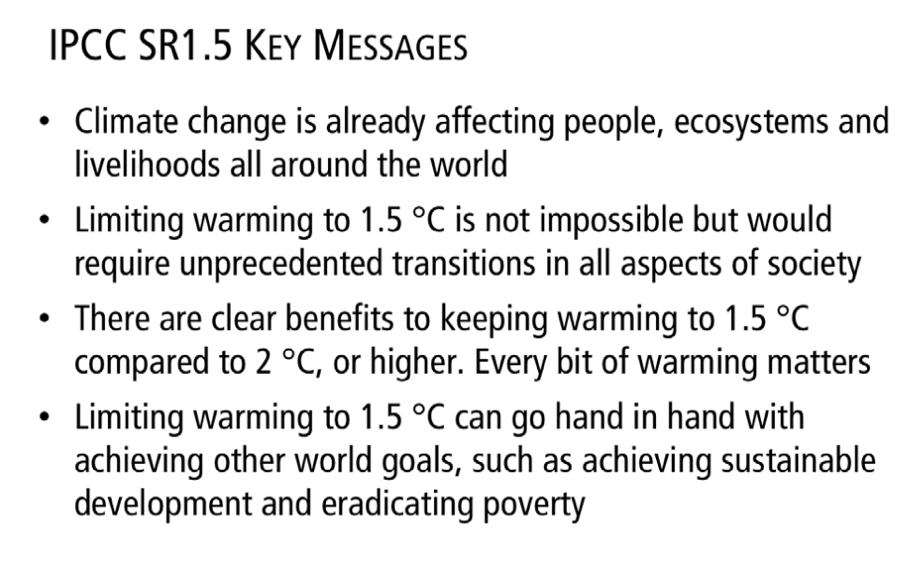 IPCC SR1.5 KEY MESSAGES
• Climate change is already affecting people, ecosystems and
livelihoods all around the world
• Limiting warming to 1.5 °C is not impossible but would
require unprecedented transitions in all aspects of society
• There are clear benefits to keeping warming to 1.5 °C
compared to 2 °C, or higher. Every bit of warming matters
• Limiting warming to 1.5 °C can go hand in hand with
achieving other world goals, such as achieving sustainable
development and eradicating poverty